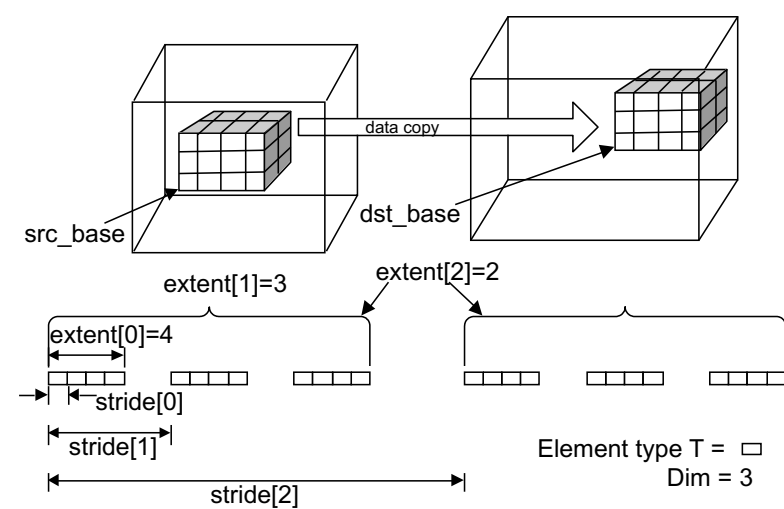 data copy
src_base
dst_base
extent[1]=3
extent[2]=2
extent[0]=4
stride[0]
stride[1]
Element type T =
Dim = 3
stride[2]